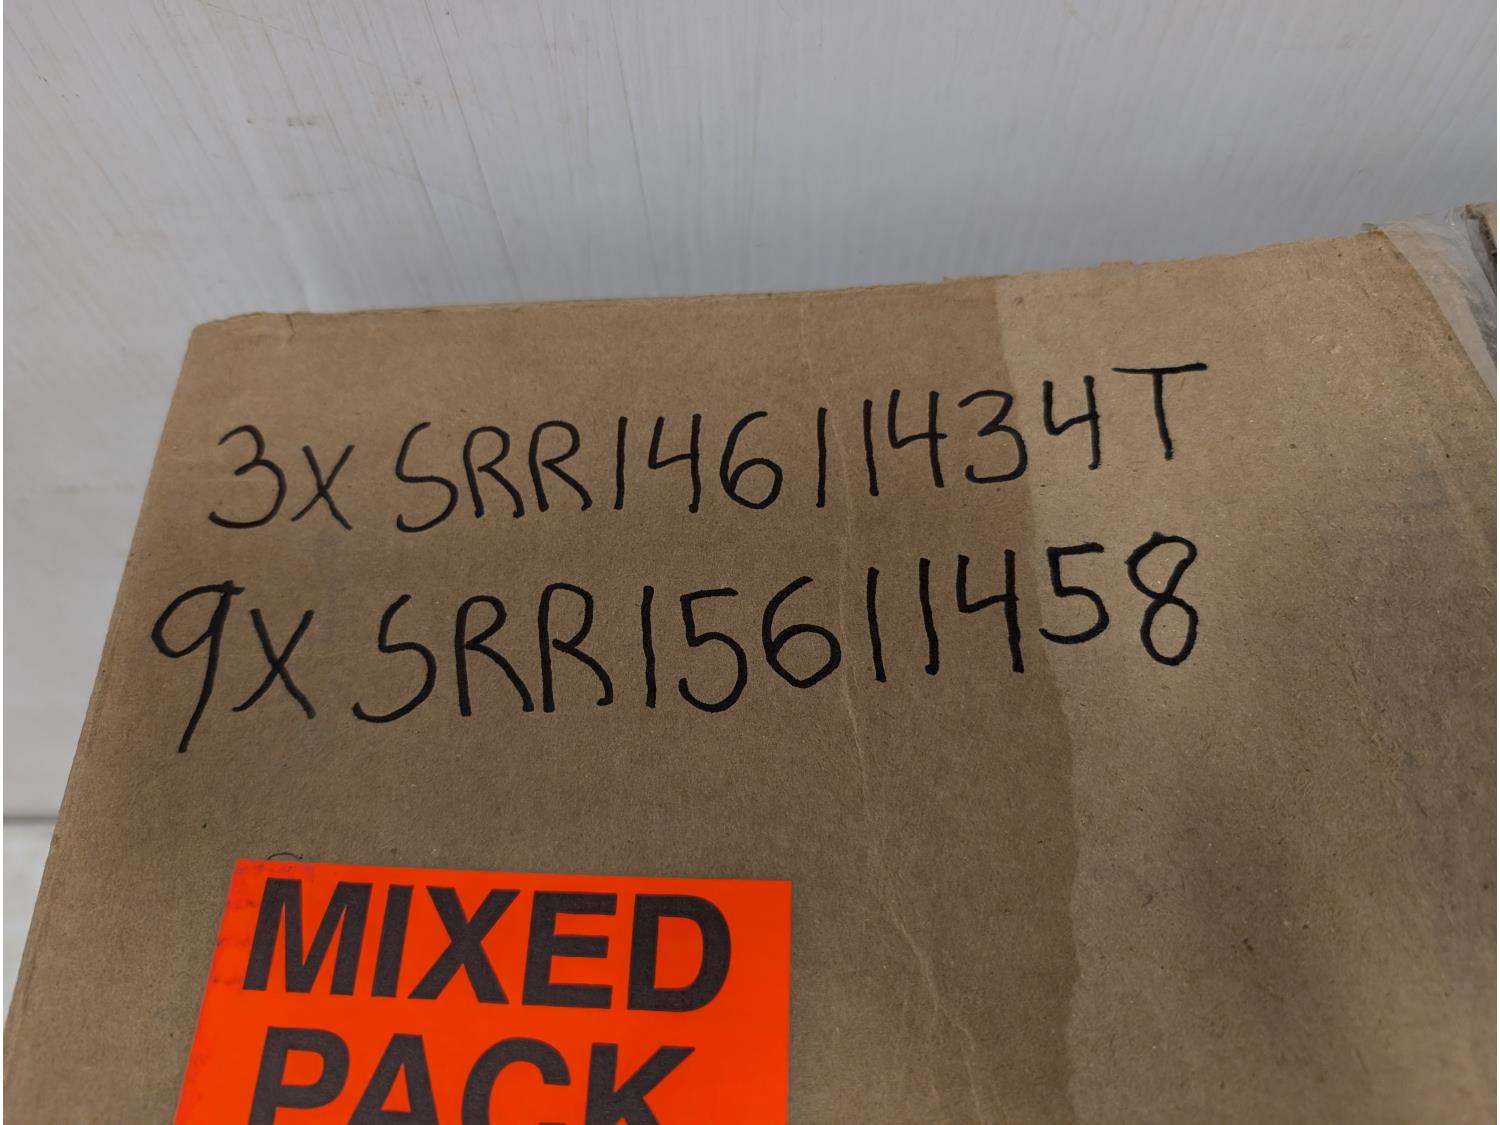 3x SRR14611434T
9x SRR15611458
MIXED
PACK